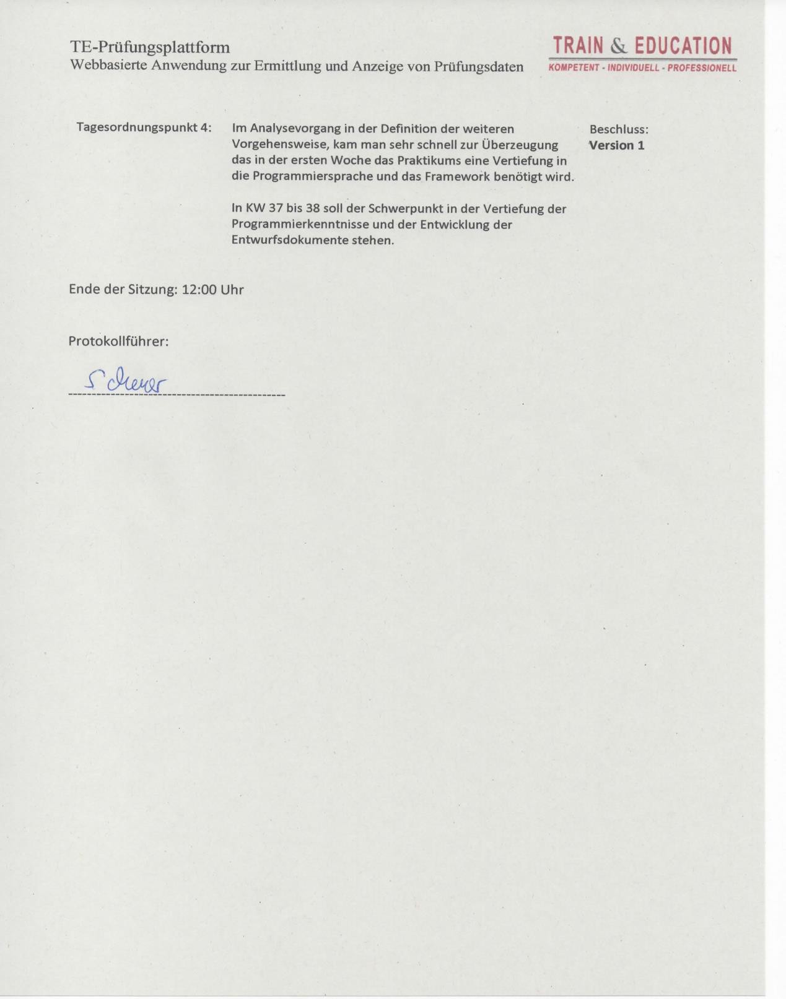 TE-Prüfungsplattform
Webbasierte Anwendung zur Ermittlung und Anzeige von Prüfungsdaten
TRAIN & EDUCATION
KOMPETENT - INDIVIDUELL - PROFESSIONELL
Tagesordnungspunkt 4:
Im Analysevorgang in der Definition der weiteren
Vorgehensweise, kam man sehr schnell zur Überzeugung
das in der ersten Woche das Praktikums eine Vertiefung in
die Programmiersprache und das Framework benötigt wird.
In KW 37 bis 38 soll der Schwerpunkt in der Vertiefung der
Programmierkenntnisse und der Entwicklung der
Entwurfsdokumente stehen.
Beschluss:
Version 1
Ende der Sitzung: 12:00 Uhr
Protokollführer: